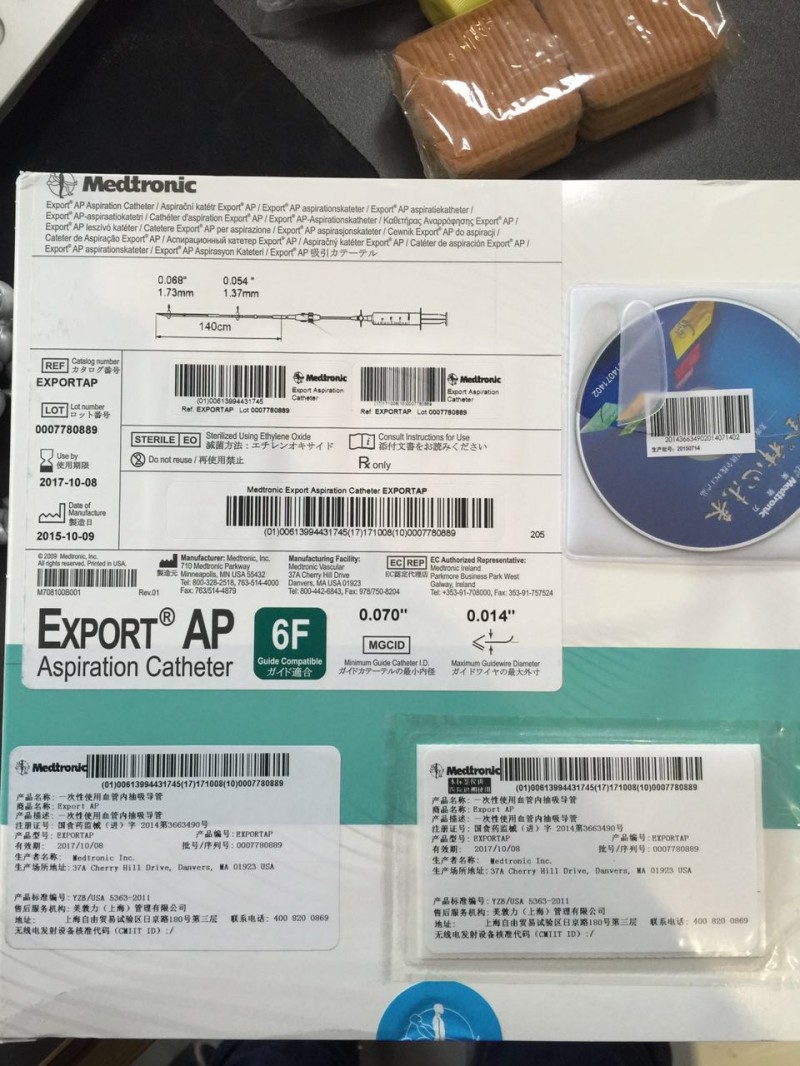 Medtronic
Export® AP Aspiration Catheter / Aspirační katétr Export® AP / Export® AP aspirationskateter / Export® AP aspiratiekatheter /
Export® AP-aspiraatiokatetri / Cathéter d'aspiration Export® AP / Export® AP-Aspirationskatheter / Καθετήρας Αναρρόφησης Export® AP /
Export® AP leszívó katéter / Catetere Export® AP per aspirazione / Export® AP aspirasjonskateter / Cewnik Export® AP do aspiracji /
Cateter de Aspiração Export® AP / Аспирационный катетер Export® AP / Aspiračný katéter Export® AP / Catéter de aspiración Export® AP /
Export® AP aspirationskateter / Export® AP Aspirasyon Kateteri / Export® AP 吸引カテーテル
0.068" 0.054"
1.73mm 1.37mm
140cm
REF Catalog number
カタログ番号
EXPORTAP
LOT Lot number
ロット番号
0007780889
Use by
使用期限
2017-10-08
Date of
Manufacture
製造日
2015-10-09
Medtronic
Export Aspiration
Catheter
(01)00613994431745
Ref. EXPORTAP Lot 0007780889
Medtronic
Export Aspiration
Catheter
(17)171008(10)0007780889
Ref. EXPORTAP Lot 0007780889
STERILE EO Sterilized Using Ethylene Oxide
滅菌方法:エチレンオキサイド
Consult Instructions for Use
添付文書をお読みください
Do not reuse / 再使用禁止
Rx only
Medtronic Export Aspiration Catheter EXPORTAP
(01)00613994431745(17)171008(10)0007780889
205
© 2009 Medtronic, Inc.
All rights reserved. Printed in USA.
M708100B001 Rev.01
製造元
Manufacturer: Medtronic, Inc.
710 Medtronic Parkway
Minneapolis, MN USA 55432
Tel: 800-328-2518, 763-514-4000
Fax: 763/514-4879
Manufacturing Facility:
Medtronic Vascular
37A Cherry Hill Drive
Danvers, MA USA 01923
Tel: 800-442-6843, Fax: 978/750-8204
EC REP
EC認定代理店
EC Authorized Representative:
Medtronic Ireland
Parkmore Business Park West
Galway, Ireland
Tel: +353-91-708000, Fax: 353-91-757524
EXPORT® AP
Aspiration Catheter
6F
Guide Compatible
ガイド適合
0.070"
MGCID
Minimum Guide Catheter I.D.
ガイドカテーテルの最小内径
0.014"
Maximum Guidewire Diameter
ガイドワイヤの最大外寸
2014071402
Medtronic
201436634902014071402
生产批号: 20150714
Medtronic
(01)00613994431745(17)171008(10)0007780889
产品名称: 一次性使用血管内抽吸导管
商品名称: Export AP
产品描述: 一次性使用血管内抽吸导管
注册证号: 国食药监械(进)字 2014第3663490号
产品型号: EXPORTAP 产品编号: EXPORTAP
有效期: 2017/10/08 批号/序列号: 0007780889
生产者名称: Medtronic Inc.
生产场所地址: 37A Cherry Hill Drive, Danvers, MA 01923 USA
产品标准编号: YZB/USA 5363-2011
售后服务机构: 美敦力(上海)管理有限公司
地址: 上海自由贸易试验区日京路180号第三层 联系电话: 400 820 0869
无线电发射设备核准代码 (CMIIT ID): /
Medtronic
(01)00613994431745(17)171008(10)0007780889
产品名称: 一次性使用血管内抽吸导管
商品名称: Export AP
产品描述: 一次性使用血管内抽吸导管
注册证号: 国食药监械(进)字 2014第3663490号
产品型号: EXPORTAP 产品编号: EXPORTAP
有效期: 2017/10/08 批号/序列号: 0007780889
生产者名称: Medtronic Inc.
生产场所地址: 37A Cherry Hill Drive, Danvers, MA 01923 USA
产品标准编号: YZB/USA 5363-2011
售后服务机构: 美敦力(上海)管理有限公司
地址: 上海自由贸易试验区日京路180号第三层 联系电话: 400 820 0869
无线电发射设备核准代码 (CMIIT ID): /